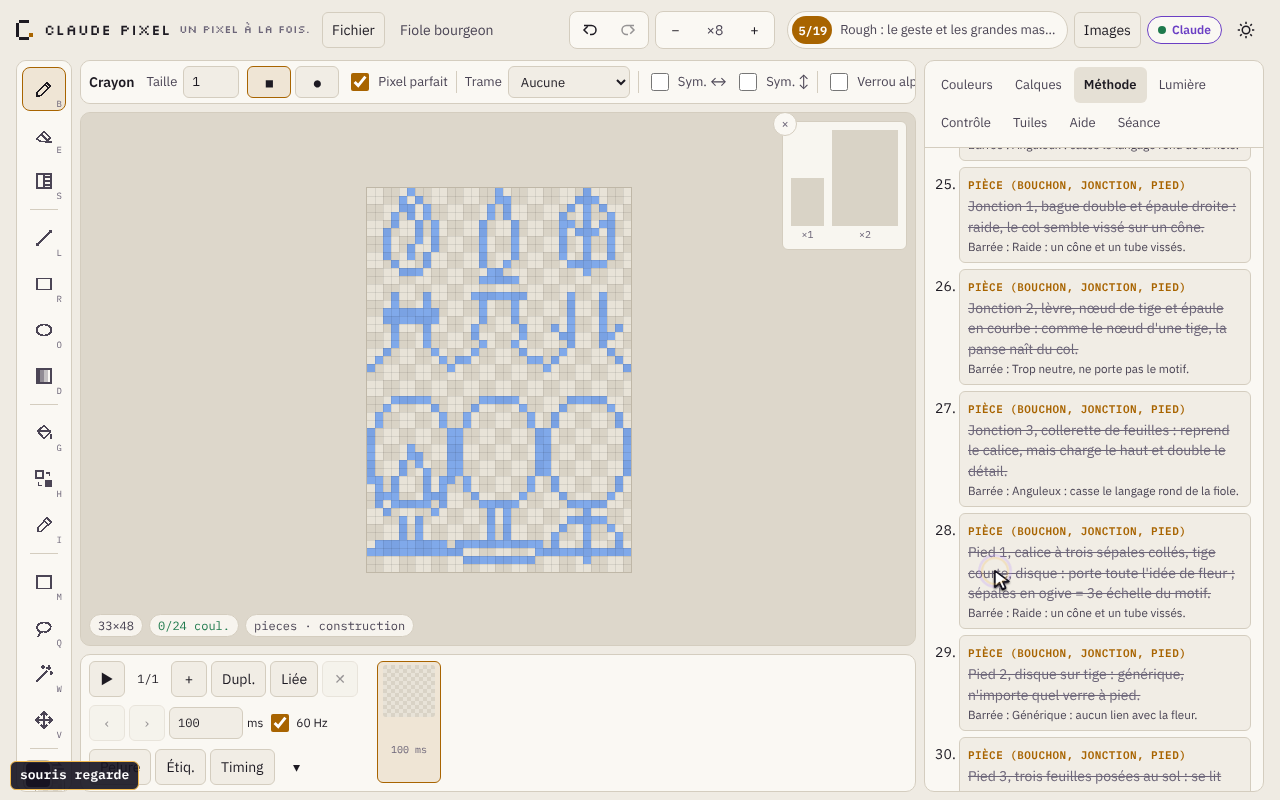 CLAUDE PIXEL UN PIXEL À LA FOIS. Fichier Fiole bourgeon − ×8 + 5/19 Rough : le geste et les grandes mas… Images Claude
Crayon Taille 1 ■ ● Pixel parfait Trame Aucune Sym. ↔ Sym. ↕ Verrou alp
B
E
S
L
R
O
D
G
H
I
M
Q
W
V
×
×1 ×2
33×48 0/24 coul. pieces · construction
▶ 1/1 + Dupl. Liée ✕
‹ › 100 ms 60 Hz
Étiq. Timing ▼
100 ms
souris regarde
Couleurs Calques Méthode Lumière
Contrôle Tuiles Aide Séance
25. PIÈCE (BOUCHON, JONCTION, PIED)
Jonction 1, bague double et épaule droite :
raide, le col semble vissé sur un cône.
Barrée : Raide : un cône et un tube vissés.
26. PIÈCE (BOUCHON, JONCTION, PIED)
Jonction 2, lèvre, nœud de tige et épaule
en courbe : comme le nœud d'une tige, la
panse naît du col.
Barrée : Trop neutre, ne porte pas le motif.
27. PIÈCE (BOUCHON, JONCTION, PIED)
Jonction 3, collerette de feuilles : reprend
le calice, mais charge le haut et double le
détail.
Barrée : Anguleux : casse le langage rond de la fiole.
28. PIÈCE (BOUCHON, JONCTION, PIED)
Pied 1, calice à trois sépales collés, tige
courte, disque : porte toute l'idée de fleur ;
sépales en ogive = 3e échelle du motif.
Barrée : Raide : un cône et un tube vissés.
29. PIÈCE (BOUCHON, JONCTION, PIED)
Pied 2, disque sur tige : générique,
n'importe quel verre à pied.
Barrée : Générique : aucun lien avec la fleur.
30. PIÈCE (BOUCHON, JONCTION, PIED)
Pied 3, trois feuilles posées au sol : se lit